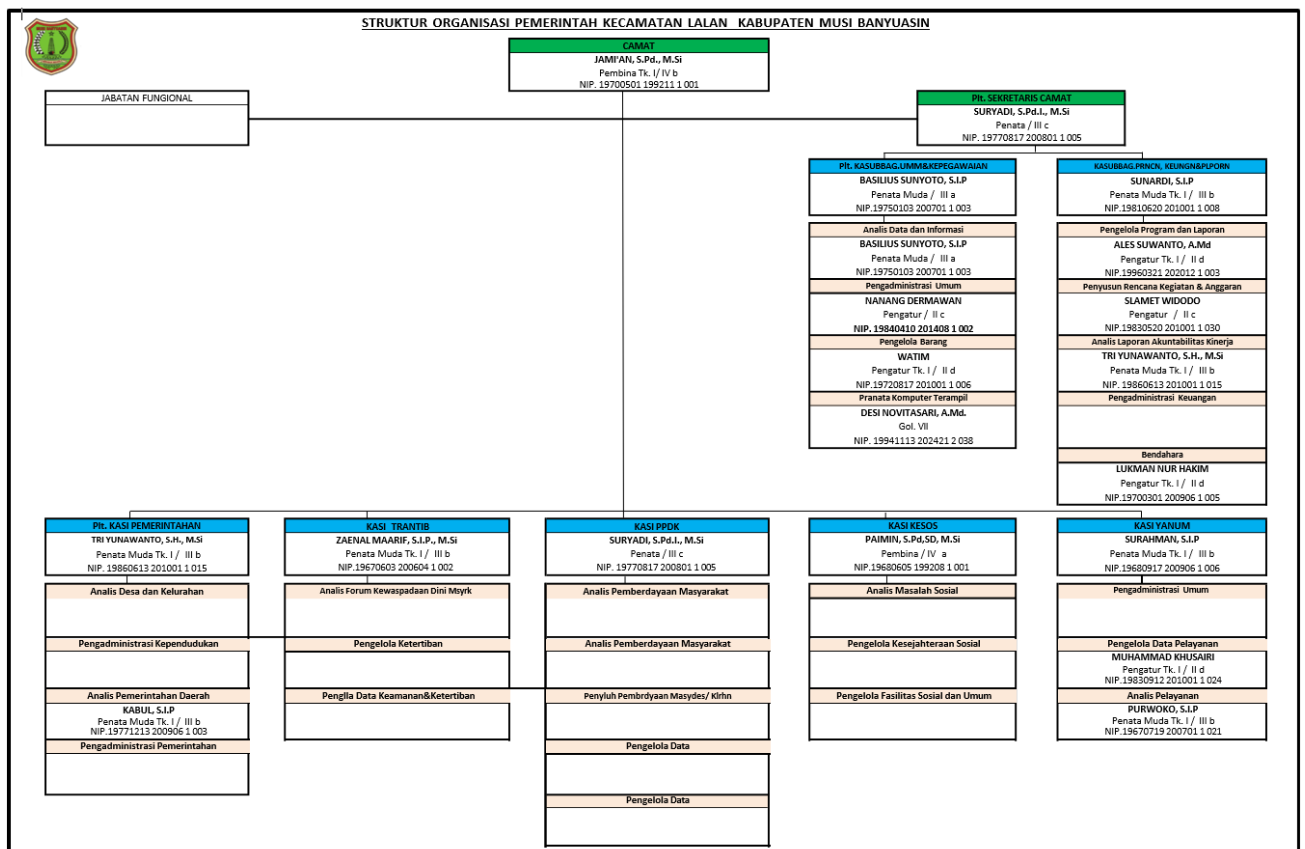 STRUKTUR ORGANISASI PEMERINTAH KECAMATAN LALAN KABUPATEN MUSI BANYUASIN
CAMAT
JAMI'AN, S.Pd., M.Si
Pembina Tk. I/ IV b
NIP. 19700501 199211 1 001
JABATAN FUNGIONAL
Plt. SEKRETARIS CAMAT
SURYADI, S.Pd.I., M.Si
Penata / III c
NIP. 19770817 200801 1 005
Plt. KASUBBAG.UMM&KEPEGAWAIAN
BASILIUS SUNYOTO, S.I.P
Penata Muda / III a
NIP.19750103 200701 1 003
Analis Data dan Informasi
BASILIUS SUNYOTO, S.I.P
Penata Muda / III a
NIP.19750103 200701 1 003
Pengadministrasi Umum
NANANG DERMAWAN
Pengatur / II c
NIP. 19840410 201408 1 002
Pengelola Barang
WATIM
Pengatur Tk. I / II d
NIP.19720817 201001 1 006
Pranata Komputer Terampil
DESI NOVITASARI, A.Md.
Gol. VII
NIP. 19941113 202421 2 038
KASUBBAG.PRNCN, KEUNGN&PLPORN
SUNARDI, S.I.P
Penata Muda Tk. I / III b
NIP.19810620 201001 1 008
Pengelola Program dan Laporan
ALES SUWANTO, A.Md
Pengatur Tk. I / II d
NIP.19960321 202012 1 003
Penyusun Rencana Kegiatan & Anggaran
SLAMET WIDODO
Pengatur / II c
NIP.19830520 201001 1 030
Analis Laporan Akuntabilitas Kinerja
TRI YUNAWANTO, S.H., M.Si
Penata Muda Tk. I / III b
NIP. 19860613 201001 1 015
Pengadministrasi Keuangan
Bendahara
LUKMAN NUR HAKIM
Pengatur Tk. I / II d
NIP.19700301 200906 1 005
Plt. KASI PEMERINTAHAN
TRI YUNAWANTO, S.H., M.Si
Penata Muda Tk. I / III b
NIP. 19860613 201001 1 015
Analis Desa dan Kelurahan
Pengadministrasi Kependudukan
Analis Pemerintahan Daerah
KABUL, S.I.P
Penata Muda Tk. I / III b
NIP.19771213 200906 1 003
Pengadministrasi Pemerintahan
KASI TRANTIB
ZAENAL MAARIF, S.I.P., M.Si
Penata Muda Tk. I / III b
NIP.19670603 200604 1 002
Analis Forum Kewaspadaan Dini Msyrk
Pengelola Ketertiban
Penglla Data Keamanan&Ketertiban
KASI PPDK
SURYADI, S.Pd.I., M.Si
Penata / III c
NIP. 19770817 200801 1 005
Analis Pemberdayaan Masyarakat
Analis Pemberdayaan Masyarakat
Penyluh Pembrdyaan Masydes/ Klrhn
Pengelola Data
Pengelola Data
KASI KESOS
PAIMIN, S.Pd,SD, M.Si
Pembina / IV a
NIP.19680605 199208 1 001
Analis Masalah Sosial
Pengelola Kesejahteraan Sosial
Pengelola Fasilitas Sosial dan Umum
KASI YANUM
SURAHMAN, S.I.P
Penata Muda Tk. I / III b
NIP.19680917 200906 1 006
Pengadministrasi Umum
Pengelola Data Pelayanan
MUHAMMAD KHUSAIRI
Pengatur Tk. I / II d
NIP.19830912 201001 1 024
Analis Pelayanan
PURWOKO, S.I.P
Penata Muda Tk. I / III b
NIP.19670719 200701 1 021